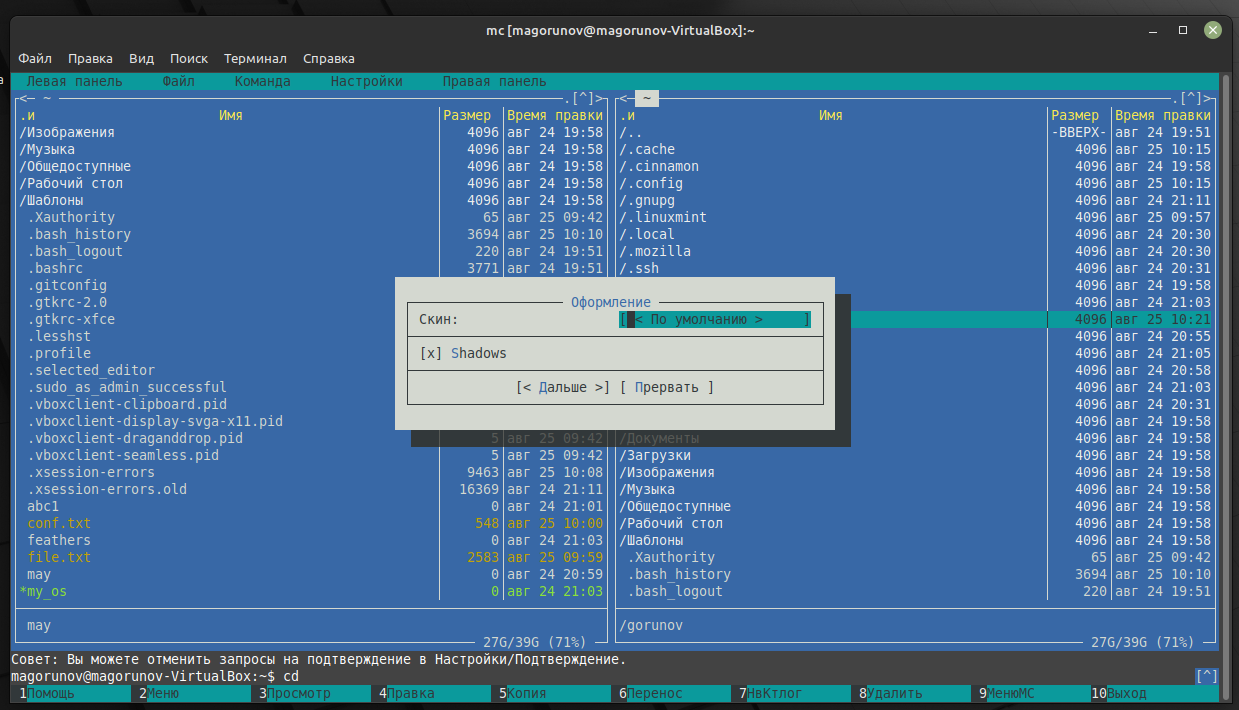 mc [magorunov@magorunov-VirtualBox]:~
Файл Правка Вид Поиск Терминал Справка
Левая панель Файл Команда Настройки Правая панель
<─ ~ .[^]> <─ ~ .[^]>
.и Имя Размер Время правки .и Имя Размер Время правки
/Изображения 4096 авг 24 19:58 /.. -ВВЕРХ- авг 24 19:51
/Музыка 4096 авг 24 19:58 /.cache 4096 авг 25 10:15
/Общедоступные 4096 авг 24 19:58 /.cinnamon 4096 авг 24 19:58
/Рабочий стол 4096 авг 24 19:58 /.config 4096 авг 25 10:15
/Шаблоны 4096 авг 24 19:58 /.gnupg 4096 авг 24 21:11
.Xauthority 65 авг 25 09:42 /.linuxmint 4096 авг 25 09:57
.bash_history 3694 авг 25 10:10 /.local 4096 авг 24 20:30
.bash_logout 220 авг 24 19:51 /.mozilla 4096 авг 24 20:30
.bashrc 3771 авг 24 19:51 /.ssh 4096 авг 24 20:31
.gitconfig 4096 авг 24 19:58
.gtkrc-2.0 Оформление 4096 авг 24 21:03
.gtkrc-xfce Скин: [ < По умолчанию > ] 4096 авг 25 10:21
.lesshst 4096 авг 24 20:55
.profile [x] Shadows 4096 авг 24 21:05
.selected_editor 4096 авг 24 20:58
.sudo_as_admin_successful [< Дальше >] [ Прервать ] 4096 авг 24 21:03
.vboxclient-clipboard.pid 4096 авг 24 20:31
.vboxclient-display-svga-x11.pid 4096 авг 24 19:58
.vboxclient-draganddrop.pid 5 авг 25 09:42 /Документы 4096 авг 24 19:58
.vboxclient-seamless.pid 5 авг 25 09:42 /Загрузки 4096 авг 24 19:58
.xsession-errors 9463 авг 25 10:08 /Изображения 4096 авг 24 19:58
.xsession-errors.old 16369 авг 24 21:11 /Музыка 4096 авг 24 19:58
abc1 0 авг 24 21:01 /Общедоступные 4096 авг 24 19:58
conf.txt 548 авг 25 10:00 /Рабочий стол 4096 авг 24 19:58
feathers 0 авг 24 21:03 /Шаблоны 4096 авг 24 19:58
file.txt 2583 авг 25 09:59 .Xauthority 65 авг 25 09:42
may 0 авг 24 20:59 .bash_history 3694 авг 25 10:10
*my_os 0 авг 24 21:03 .bash_logout 220 авг 24 19:51
may /gorunov
27G/39G (71%) 27G/39G (71%)
Совет: Вы можете отменить запросы на подтверждение в Настройки/Подтверждение.
magorunov@magorunov-VirtualBox:~$ cd [^]
1Помощь 2Меню 3Просмотр 4Правка 5Копия 6Перенос 7НвКтлог 8Удалить 9МенюМС 10Выход